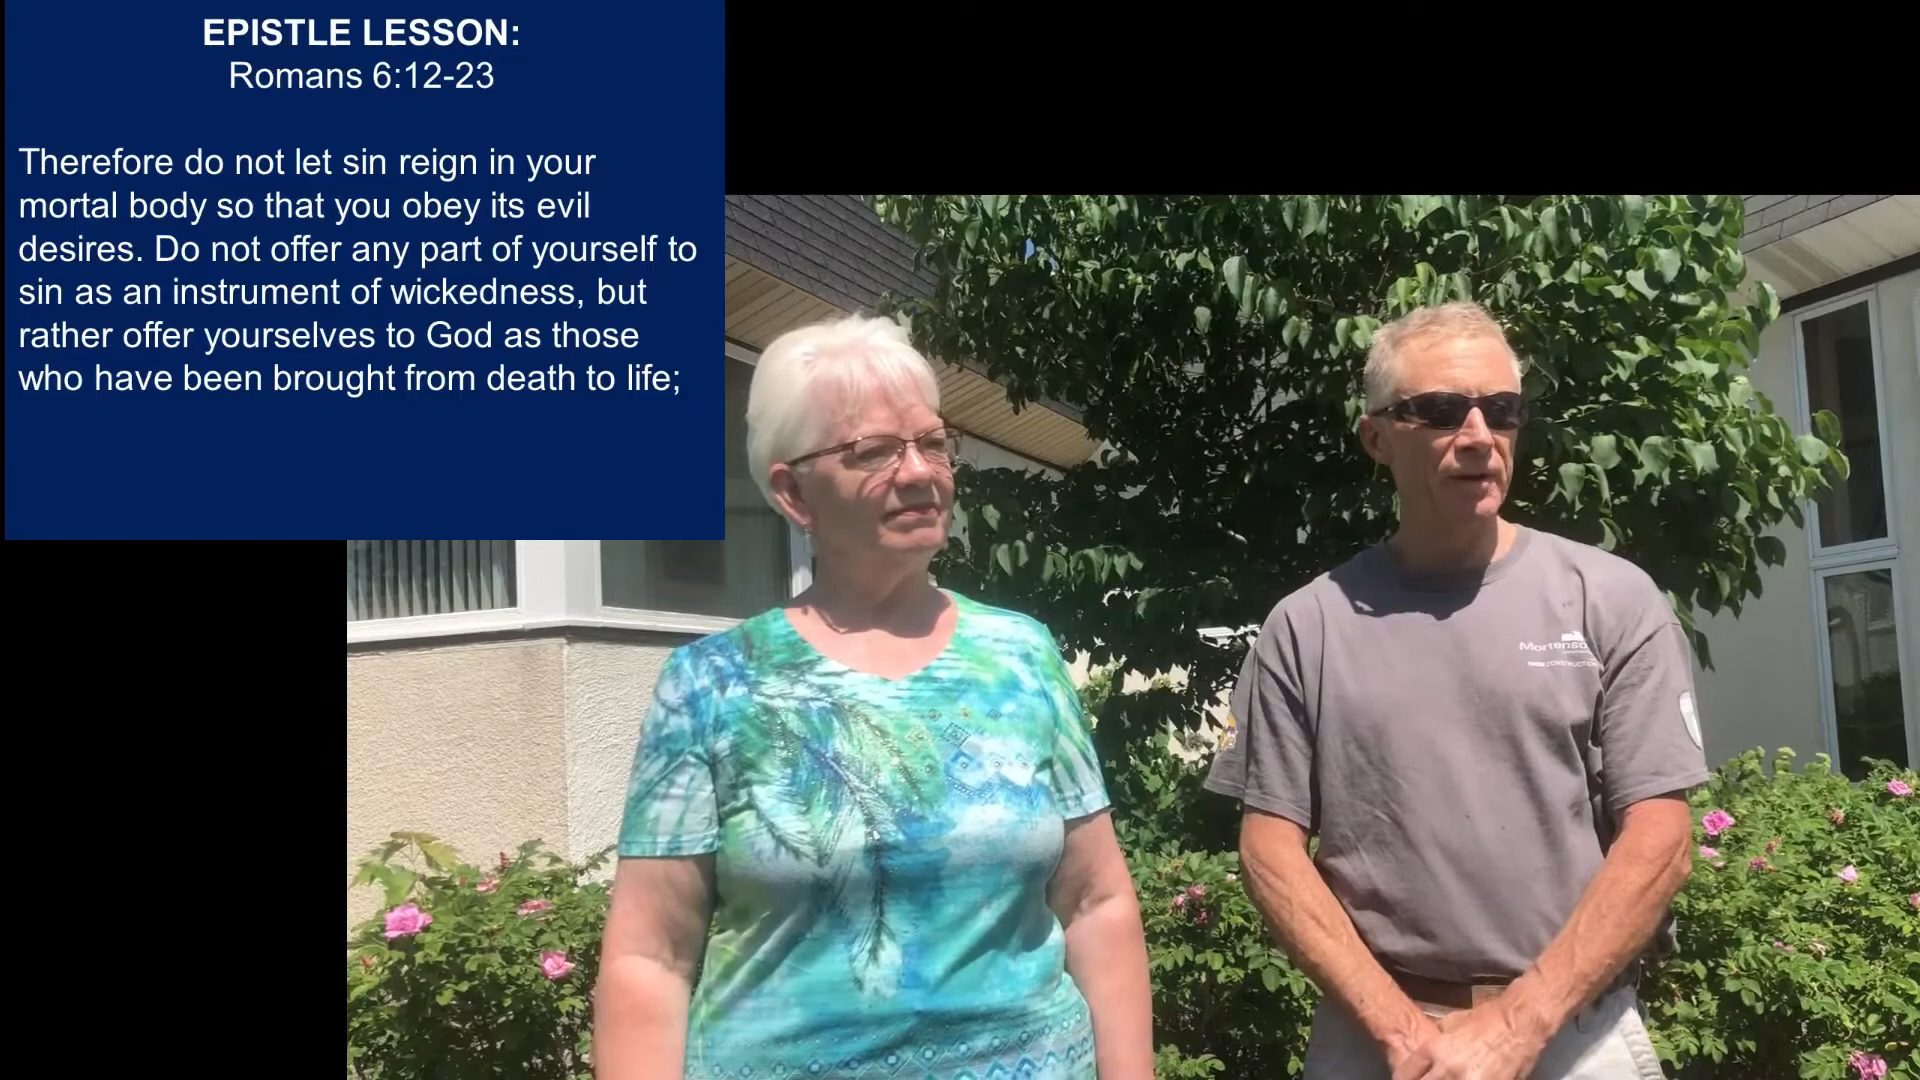 EPISTLE LESSON:
Romans 6:12-23
Therefore do not let sin reign in your
mortal body so that you obey its evil
desires. Do not offer any part of yourself to
sin as an instrument of wickedness, but
rather offer yourselves to God as those
who have been brought from death to life;